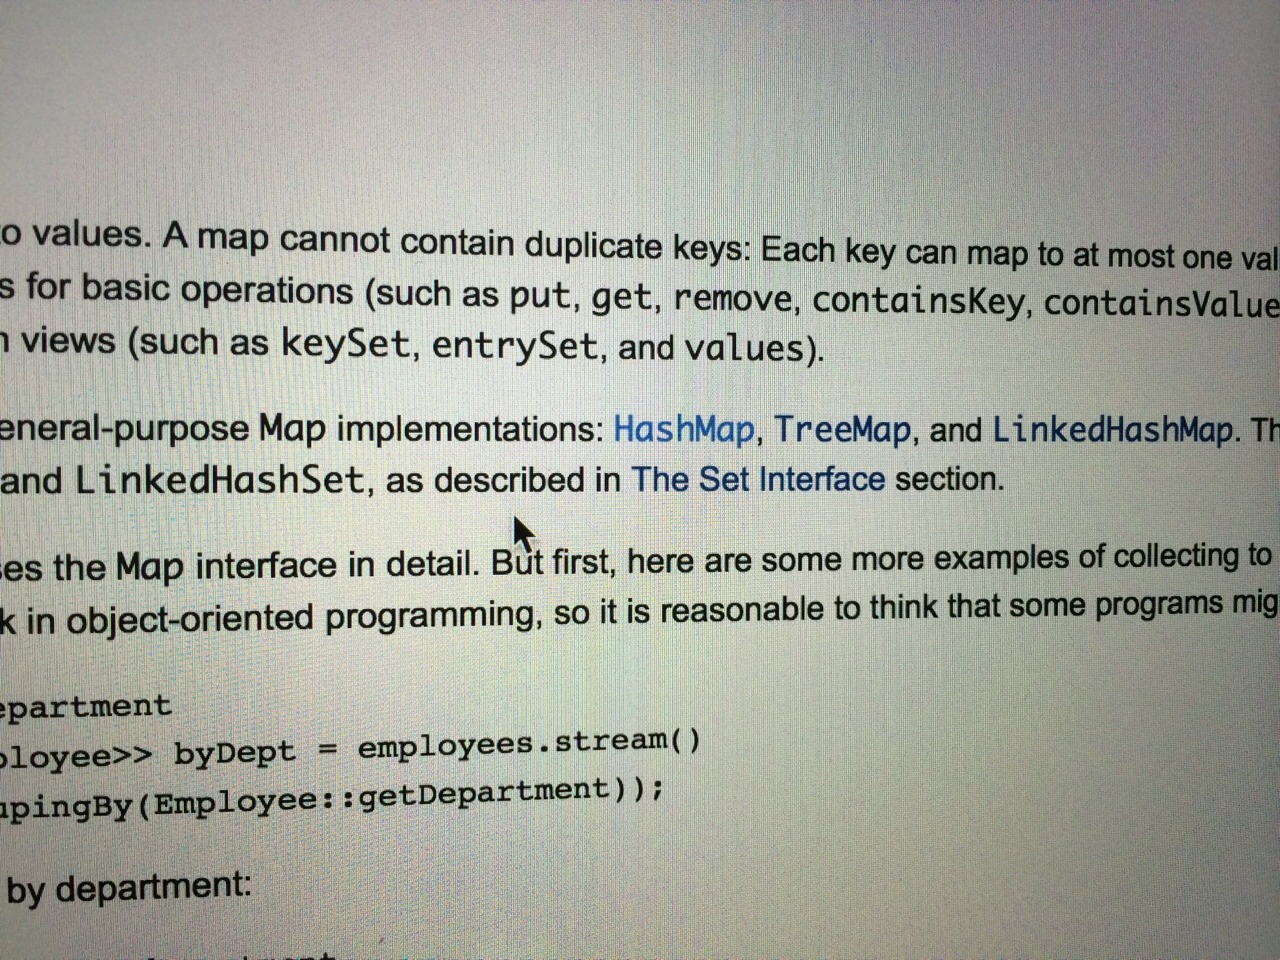 o values. A map cannot contain duplicate keys: Each key can map to at most one val
s for basic operations (such as put, get, remove, containsKey, containsValue
views (such as keySet, entrySet, and values).
eneral-purpose Map implementations: HashMap, TreeMap, and LinkedHashMap. Th
and LinkedHashSet, as described in The Set Interface section.
es the Map interface in detail. But first, here are some more examples of collecting to
k in object-oriented programming, so it is reasonable to think that some programs mig
epartment
ployee>> byDept = employees.stream()
upingBy(Employee::getDepartment));
by department: